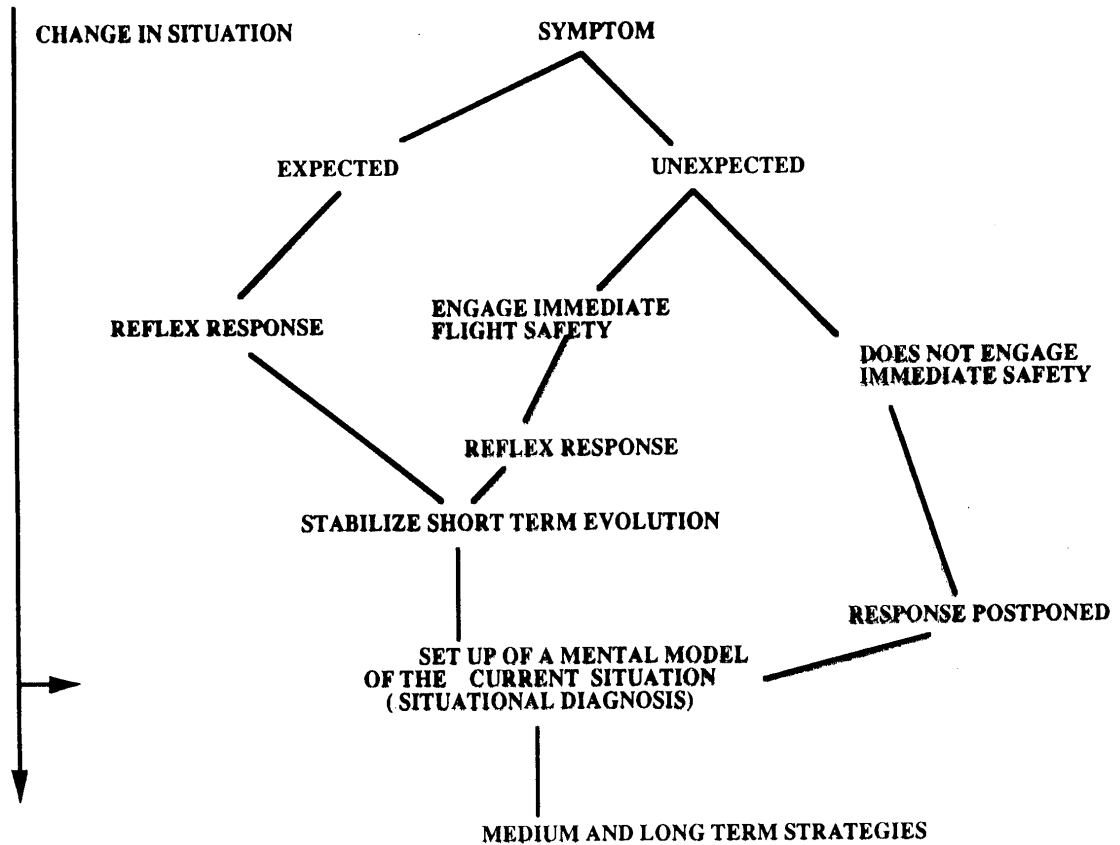 CHANGE IN SITUATION
SYMPTOM
EXPECTED
UNEXPECTED
REFLEX RESPONSE
ENGAGE IMMEDIATE
FLIGHT SAFETY
DOES NOT ENGAGE
IMMEDIATE SAFETY
REFLEX RESPONSE
STABILIZE SHORT TERM EVOLUTION
RESPONSE POSTPONED
SET UP OF A MENTAL MODEL
OF THE CURRENT SITUATION
( SITUATIONAL DIAGNOSIS)
MEDIUM AND LONG TERM STRATEGIES